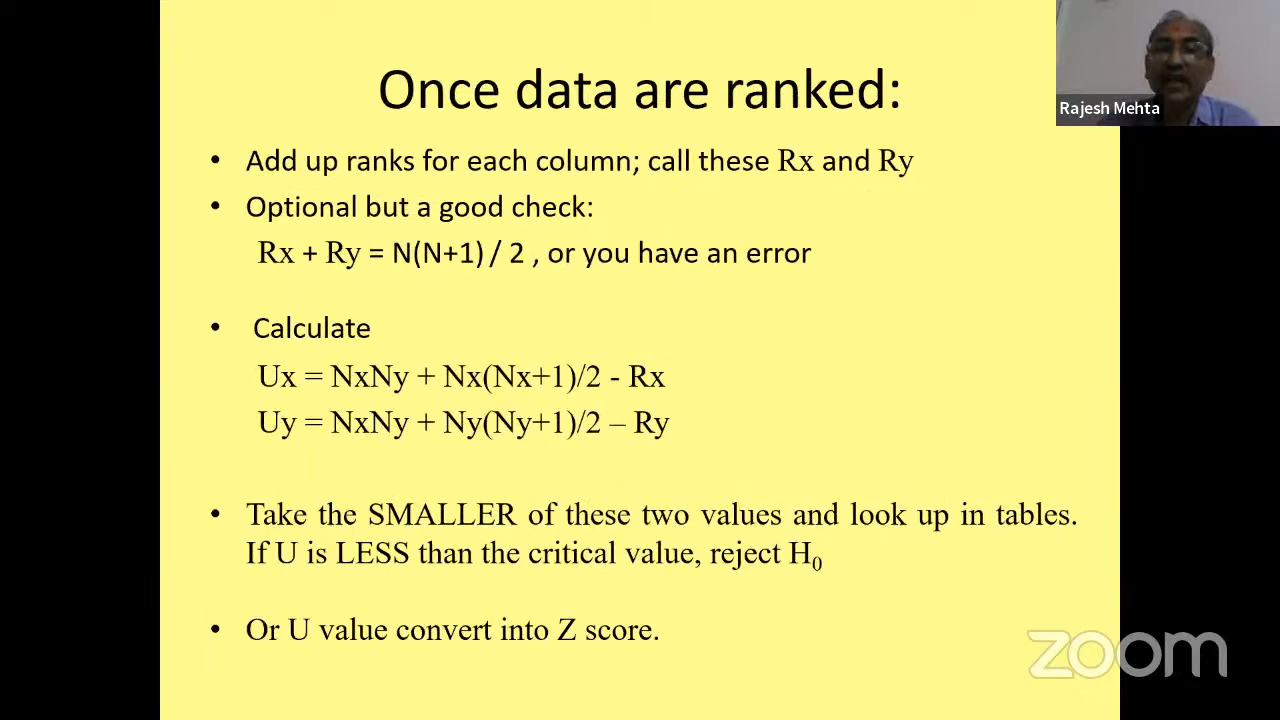 Once data are ranked:
Rajesh Mehta
• Add up ranks for each column; call these Rx and Ry
• Optional but a good check:
Rx + Ry = N(N+1) / 2 , or you have an error
• Calculate
Ux = NxNy + Nx(Nx+1)/2 - Rx
Uy = NxNy + Ny(Ny+1)/2 – Ry
• Take the SMALLER of these two values and look up in tables.
If U is LESS than the critical value, reject H₀
• Or U value convert into Z score.
zoom